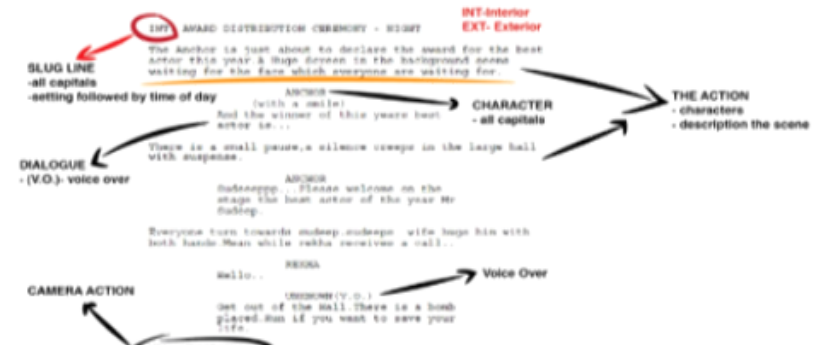 INT-Interior
EXT- Exterior
INT. AWARD DISTRIBUTION CEREMONY - NIGHT
The Anchor is just about to declare the award for the best
actor this year.A Huge Screen in the background seems
waiting for the face which everyone are waiting for.
SLUG LINE
-all capitals
-setting followed by time of day
ANCHOR
(with a smile)
And the winner of this years best
actor is...
CHARACTER
- all capitals
THE ACTION
- characters
- description the scene
There is a small pause,a silence creeps in the large hall
with suspense.
DIALOGUE
- (V.O.)- voice over
ANCHOR
Sudeeeppp...Please welcome on the
stage the best actor of the year Mr
Sudeep.
Everyone turn towards sudeep.sudeeps wife hugs him with
both hands.Mean while rekha receives a call..
REKHA
Hello..
Voice Over
CAMERA ACTION
UNKNOWN(V.O.)
Get out of the Hall.There is a bomb
placed.Run if you want to save your
life.